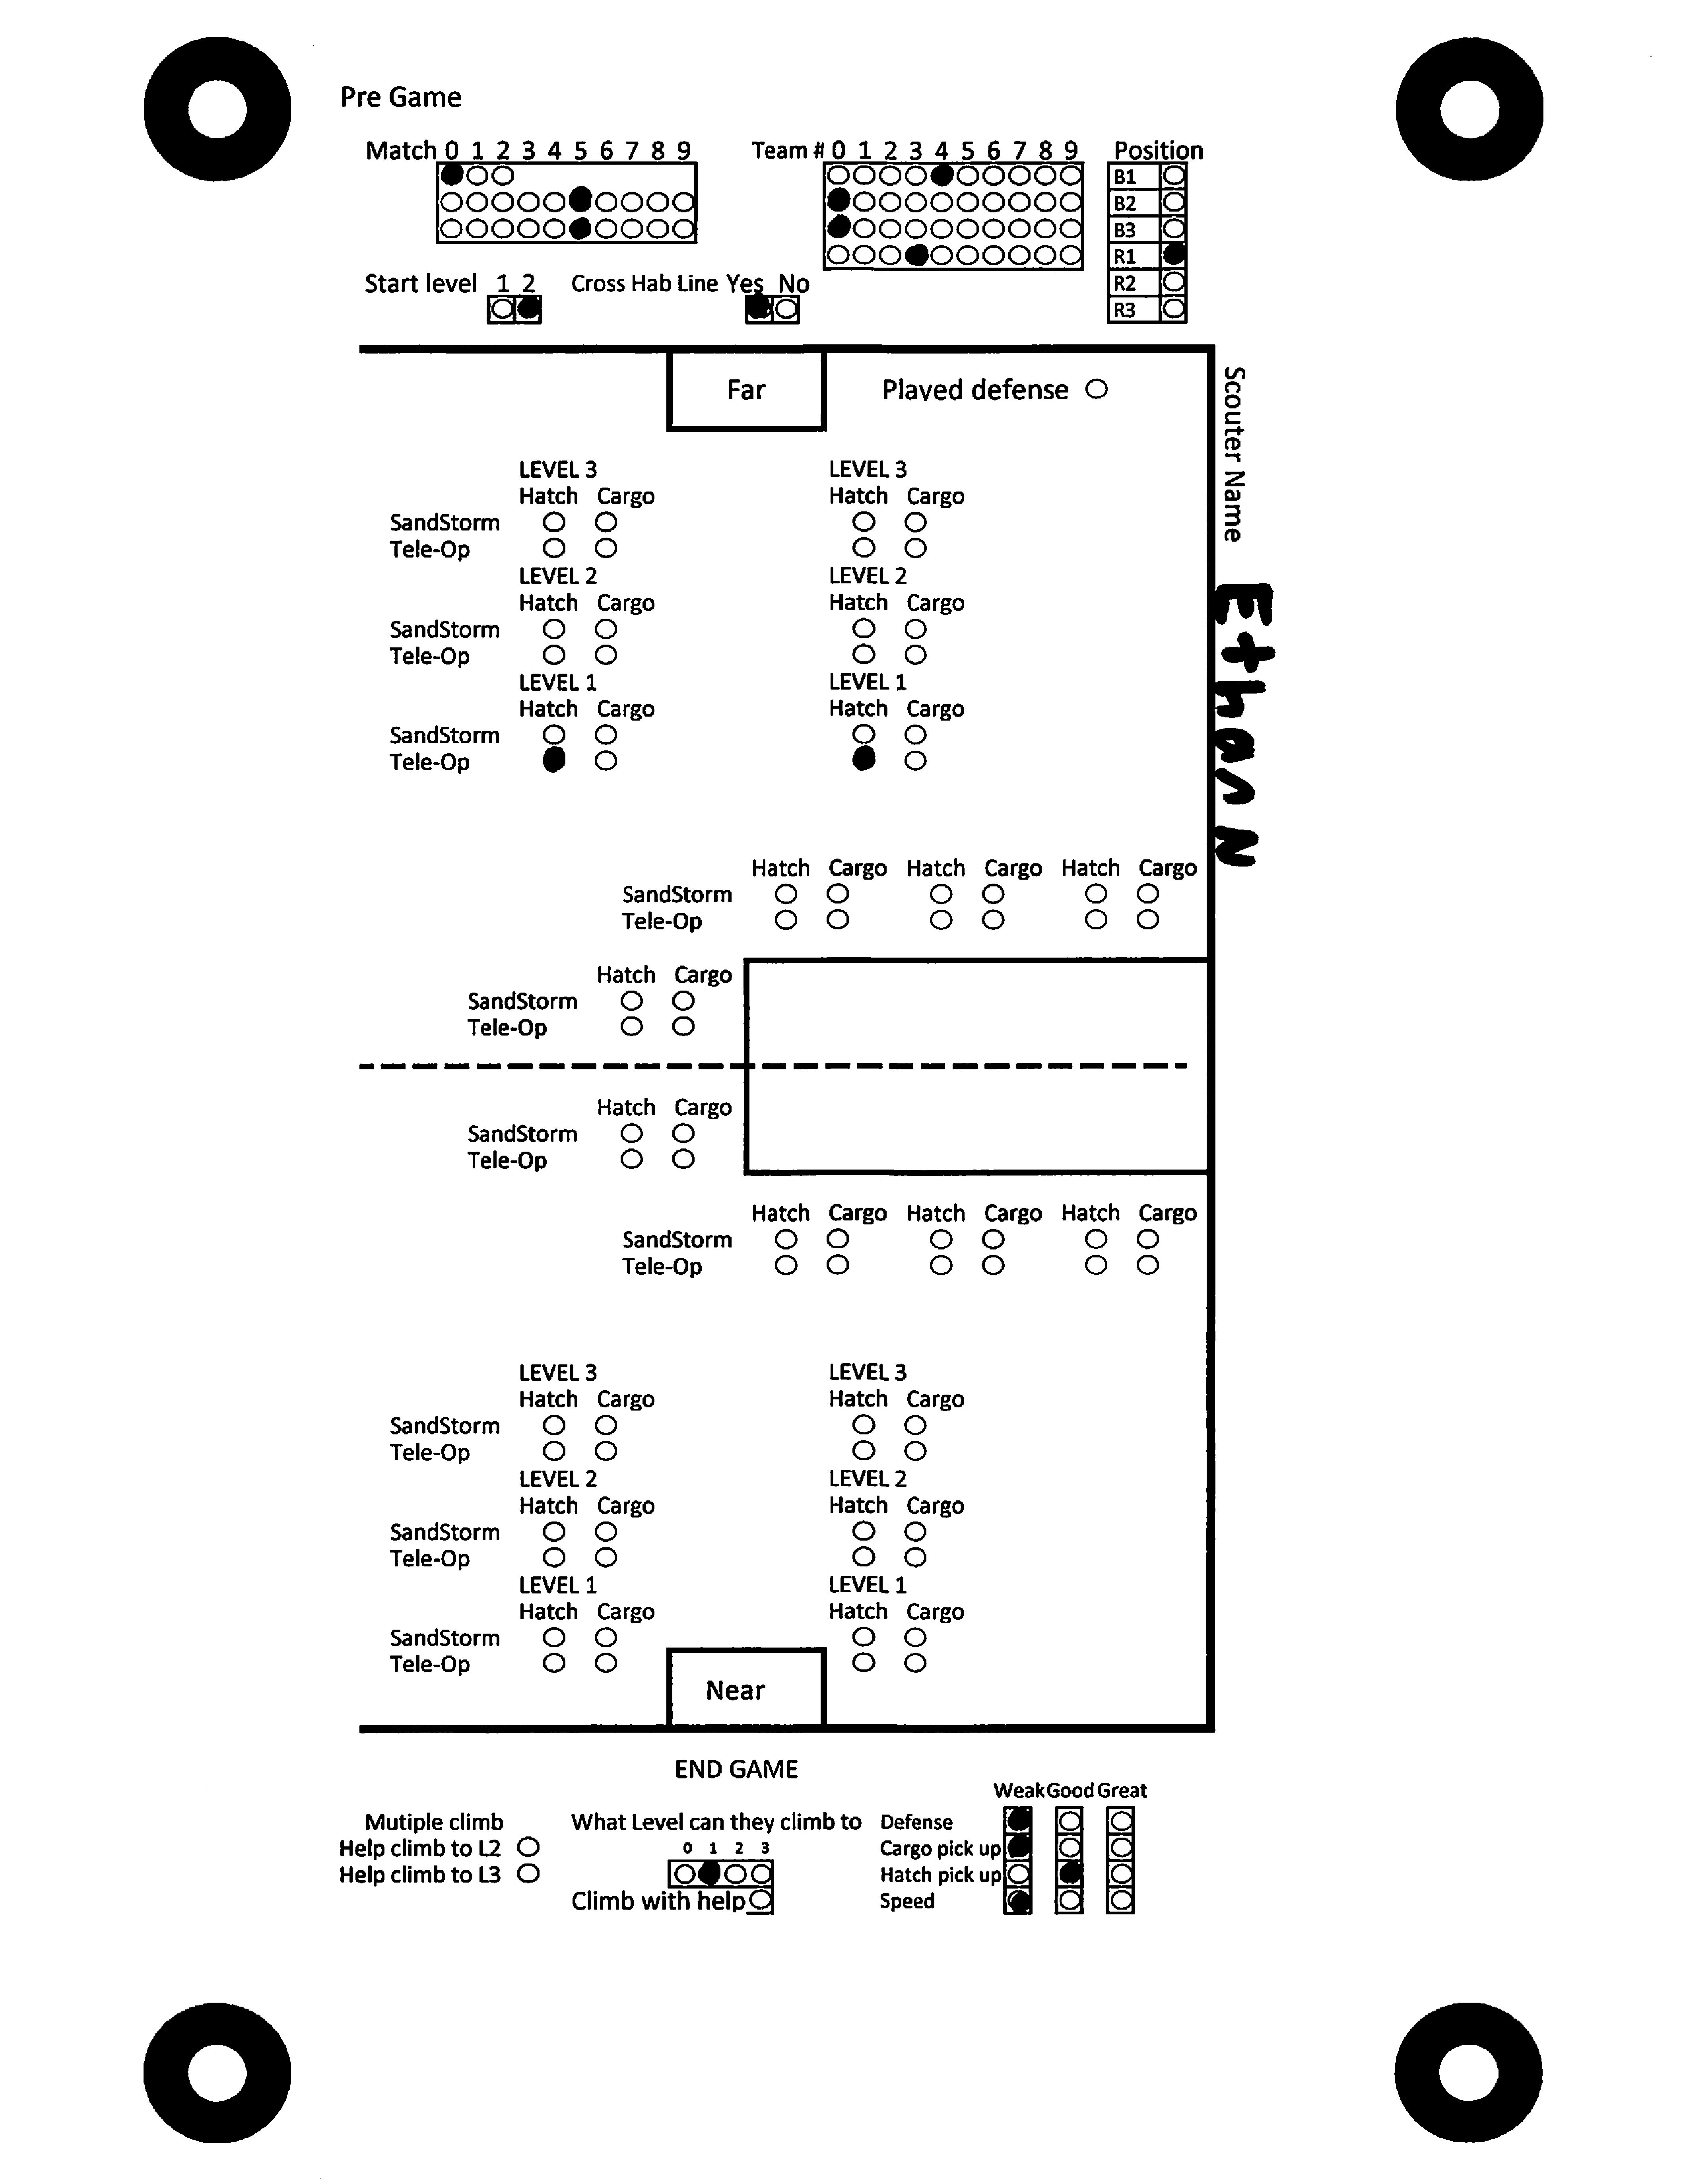 Pre Game
Match 0 1 2 3 4 5 6 7 8 9
Team # 0 1 2 3 4 5 6 7 8 9
Position
B1
B2
B3
R1
R2
R3
Start level 1 2
Cross Hab Line Yes No
Far
Played defense
Scouter Name Ethan N
LEVEL 3 LEVEL 3
Hatch Cargo Hatch Cargo
SandStorm
Tele-Op
LEVEL 2 LEVEL 2
Hatch Cargo Hatch Cargo
SandStorm
Tele-Op
LEVEL 1 LEVEL 1
Hatch Cargo Hatch Cargo
SandStorm
Tele-Op
Hatch Cargo Hatch Cargo Hatch Cargo
SandStorm
Tele-Op
Hatch Cargo
SandStorm
Tele-Op
Hatch Cargo
SandStorm
Tele-Op
Hatch Cargo Hatch Cargo Hatch Cargo
SandStorm
Tele-Op
LEVEL 3 LEVEL 3
Hatch Cargo Hatch Cargo
SandStorm
Tele-Op
LEVEL 2 LEVEL 2
Hatch Cargo Hatch Cargo
SandStorm
Tele-Op
LEVEL 1 LEVEL 1
Hatch Cargo Hatch Cargo
SandStorm
Tele-Op
Near
END GAME
Mutiple climb
Help climb to L2
Help climb to L3
What Level can they climb to
0 1 2 3
Climb with help
Weak Good Great
Defense
Cargo pick up
Hatch pick up
Speed